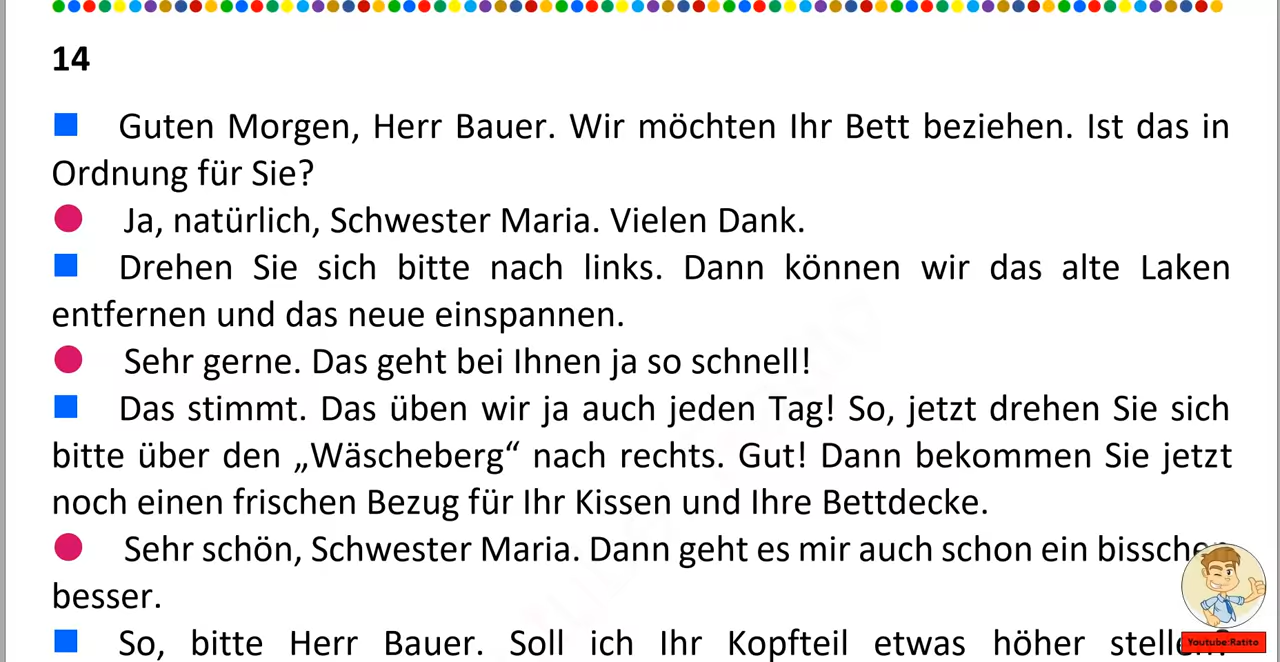 14
Guten Morgen, Herr Bauer. Wir möchten Ihr Bett beziehen. Ist das in
Ordnung für Sie?
Ja, natürlich, Schwester Maria. Vielen Dank.
Drehen Sie sich bitte nach links. Dann können wir das alte Laken
entfernen und das neue einspannen.
Sehr gerne. Das geht bei Ihnen ja so schnell!
Das stimmt. Das üben wir ja auch jeden Tag! So, jetzt drehen Sie sich
bitte über den „Wäscheberg“ nach rechts. Gut! Dann bekommen Sie jetzt
noch einen frischen Bezug für Ihr Kissen und Ihre Bettdecke.
Sehr schön, Schwester Maria. Dann geht es mir auch schon ein bisschen
besser.
So, bitte Herr Bauer. Soll ich Ihr Kopfteil etwas höher stellen?
Youtube:Ratito